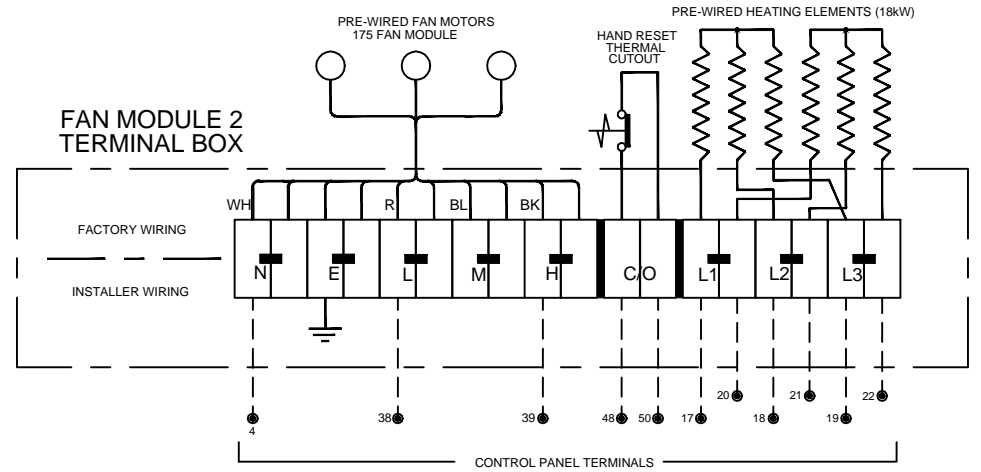 PRE-WIRED FAN MOTORS
175 FAN MODULE
PRE-WIRED HEATING ELEMENTS (18kW)
HAND RESET
THERMAL
CUTOUT
FAN MODULE 2
TERMINAL BOX
WH R BL BK
FACTORY WIRING
N E L M H C/O L1 L2 L3
INSTALLER WIRING
20 21 22
4 38 39 48 50 17 18 19
CONTROL PANEL TERMINALS